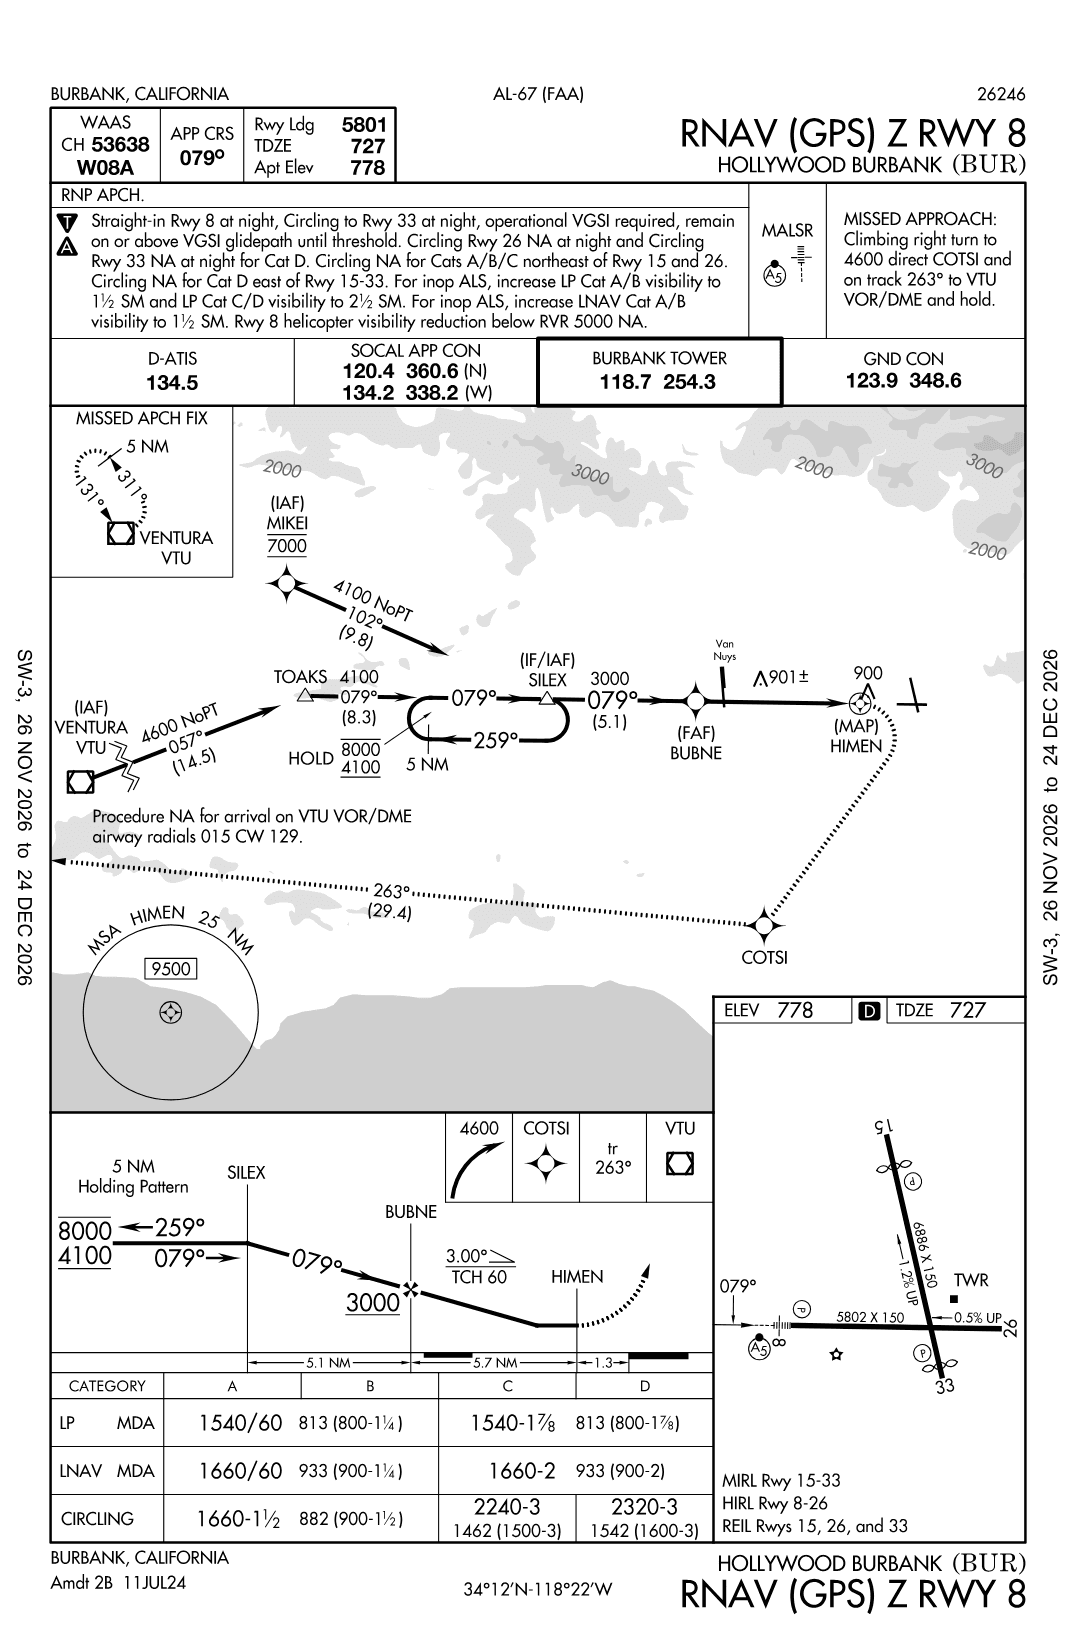 BURBANK, CALIFORNIA
AL-67 (FAA)
26246
WAAS
CH 53638
W08A
APP CRS
079°
Rwy Ldg 5801
TDZE 727
Apt Elev 778
RNAV (GPS) Z RWY 8
HOLLYWOOD BURBANK (BUR)
RNP APCH.
T
A
Straight-in Rwy 8 at night, Circling to Rwy 33 at night, operational VGSI required, remain
on or above VGSI glidepath until threshold. Circling Rwy 26 NA at night and Circling
Rwy 33 NA at night for Cat D. Circling NA for Cats A/B/C northeast of Rwy 15 and 26.
Circling NA for Cat D east of Rwy 15-33. For inop ALS, increase LP Cat A/B visibility to
1½ SM and LP Cat C/D visibility to 2½ SM. For inop ALS, increase LNAV Cat A/B
visibility to 1½ SM. Rwy 8 helicopter visibility reduction below RVR 5000 NA.
MALSR
A5
MISSED APPROACH:
Climbing right turn to
4600 direct COTSI and
on track 263° to VTU
VOR/DME and hold.
D-ATIS
134.5
SOCAL APP CON
120.4 360.6 (N)
134.2 338.2 (W)
BURBANK TOWER
118.7 254.3
GND CON
123.9 348.6
MISSED APCH FIX
5 NM
311°
131°
VENTURA
VTU
2000
3000
2000
3000
2000
(IAF)
MIKEI
7000
4100 NoPT
102°
(9.8)
TOAKS
4100
079°
(8.3)
079°
259°
HOLD
8000
4100
5 NM
(IF/IAF)
SILEX
3000
079°
(5.1)
Van
Nuys
(FAF)
BUBNE
901±
900
(MAP)
HIMEN
(IAF)
VENTURA
VTU
4600 NoPT
057°
(14.5)
Procedure NA for arrival on VTU VOR/DME
airway radials 015 CW 129.
263°
(29.4)
COTSI
MSA HIMEN 25 NM
9500
SW-3, 26 NOV 2026 to 24 DEC 2026
SW-3, 26 NOV 2026 to 24 DEC 2026
ELEV 778
D
TDZE 727
15
P
6886 X 150
1.2% UP
TWR
079°
P
5802 X 150
0.5% UP
26
8
A5
P
33
MIRL Rwy 15-33
HIRL Rwy 8-26
REIL Rwys 15, 26, and 33
4600
COTSI
tr
263°
VTU
5 NM
Holding Pattern
SILEX
8000
4100
259°
079°
079°
BUBNE
3000
3.00°
TCH 60
HIMEN
5.1 NM
5.7 NM
1.3
CATEGORY A B C D
LP MDA 1540/60 813 (800-1¼) 1540-1⅞ 813 (800-1⅞)
LNAV MDA 1660/60 933 (900-1¼) 1660-2 933 (900-2)
CIRCLING 1660-1½ 882 (900-1½)
2240-3
1462 (1500-3)
2320-3
1542 (1600-3)
BURBANK, CALIFORNIA
Amdt 2B 11JUL24
34°12'N-118°22'W
HOLLYWOOD BURBANK (BUR)
RNAV (GPS) Z RWY 8